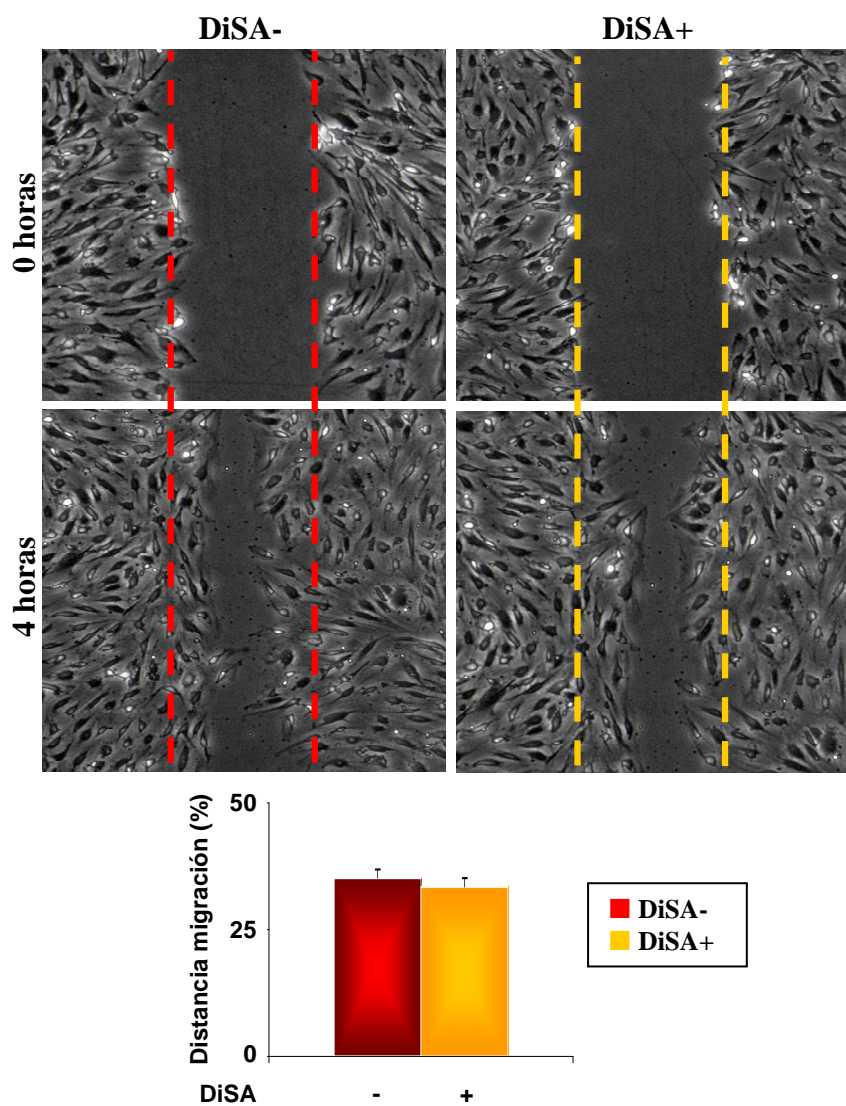 DiSA- DiSA+
0 horas
4 horas
Distancia migración (%)
50
25
0
DiSA - +
DiSA-
DiSA+